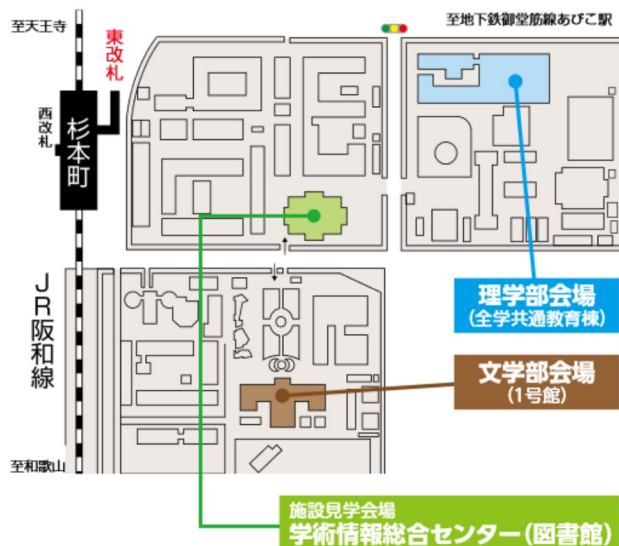 至天王寺
東改札
至地下鉄御堂筋線あびこ駅
西改札
杉本町
JR阪和線
理学部会場
(全学共通教育棟)
文学部会場
(1号館)
至和歌山
施設見学会場
学術情報総合センター(図書館)